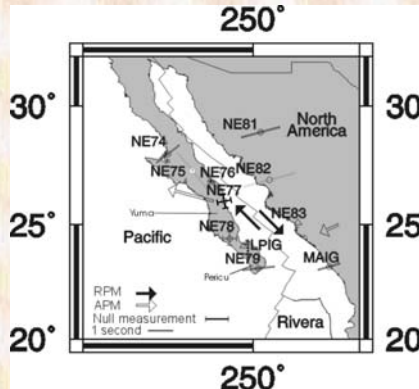 250°
30°
30
NE81
North
America
NE74
NE75
NE76
NE82
NE77
Yuma
NE78
NE83
25°
25
Pacific
LPIG
NE79
MAIG
Pericu
RPM
APM
Null measurement
1 second
Rivera
20°
20
250°